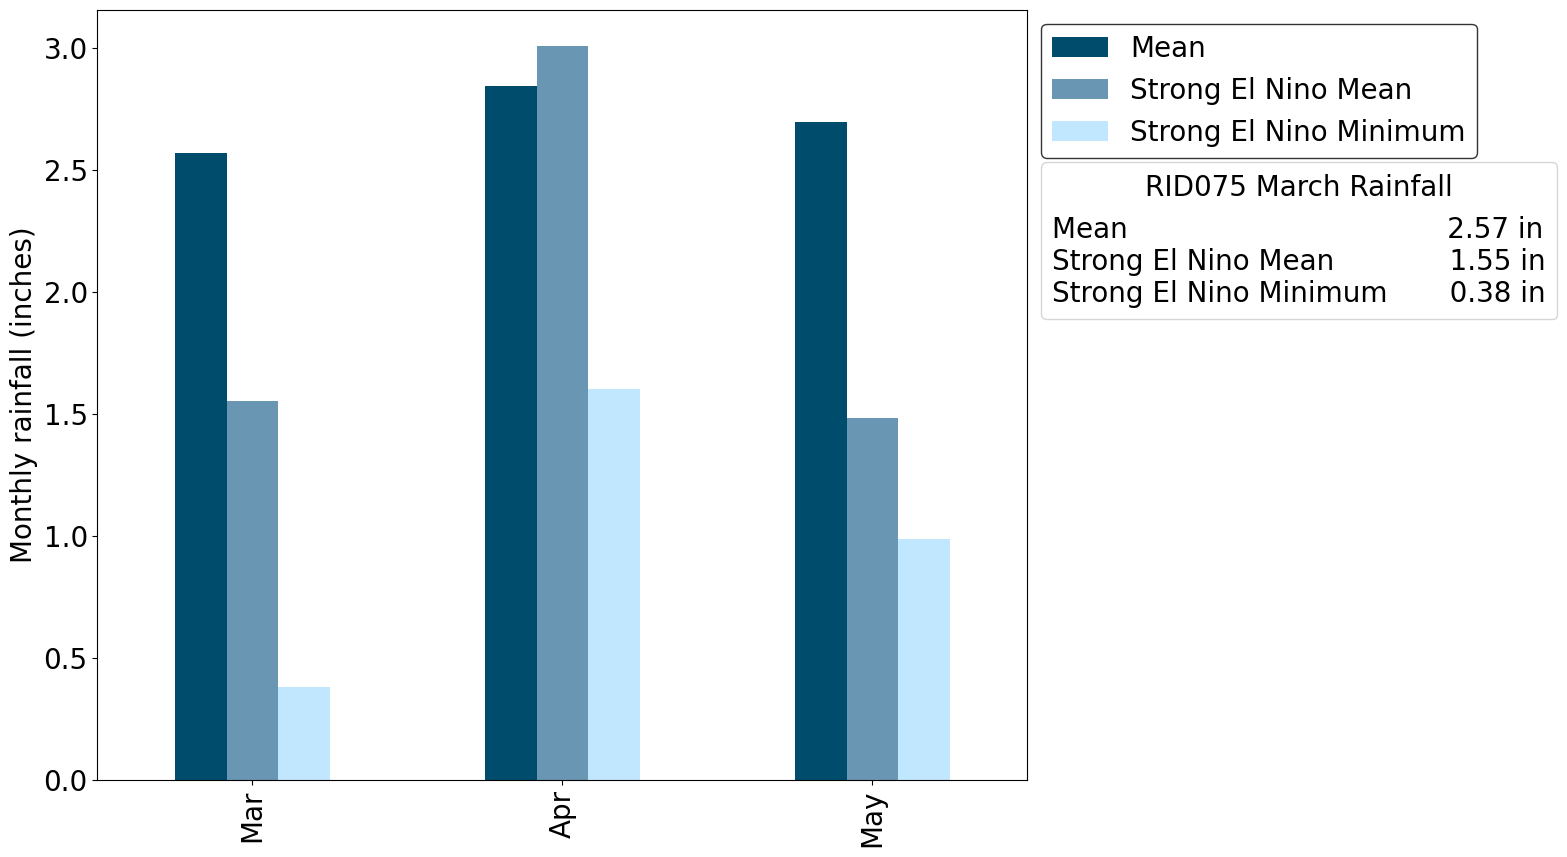 Monthly rainfall (inches)
3.0
2.5
2.0
1.5
1.0
0.5
0.0
Mar
Apr
May
Mean
Strong El Nino Mean
Strong El Nino Minimum
RID075 March Rainfall
Mean 2.57 in
Strong El Nino Mean 1.55 in
Strong El Nino Minimum 0.38 in